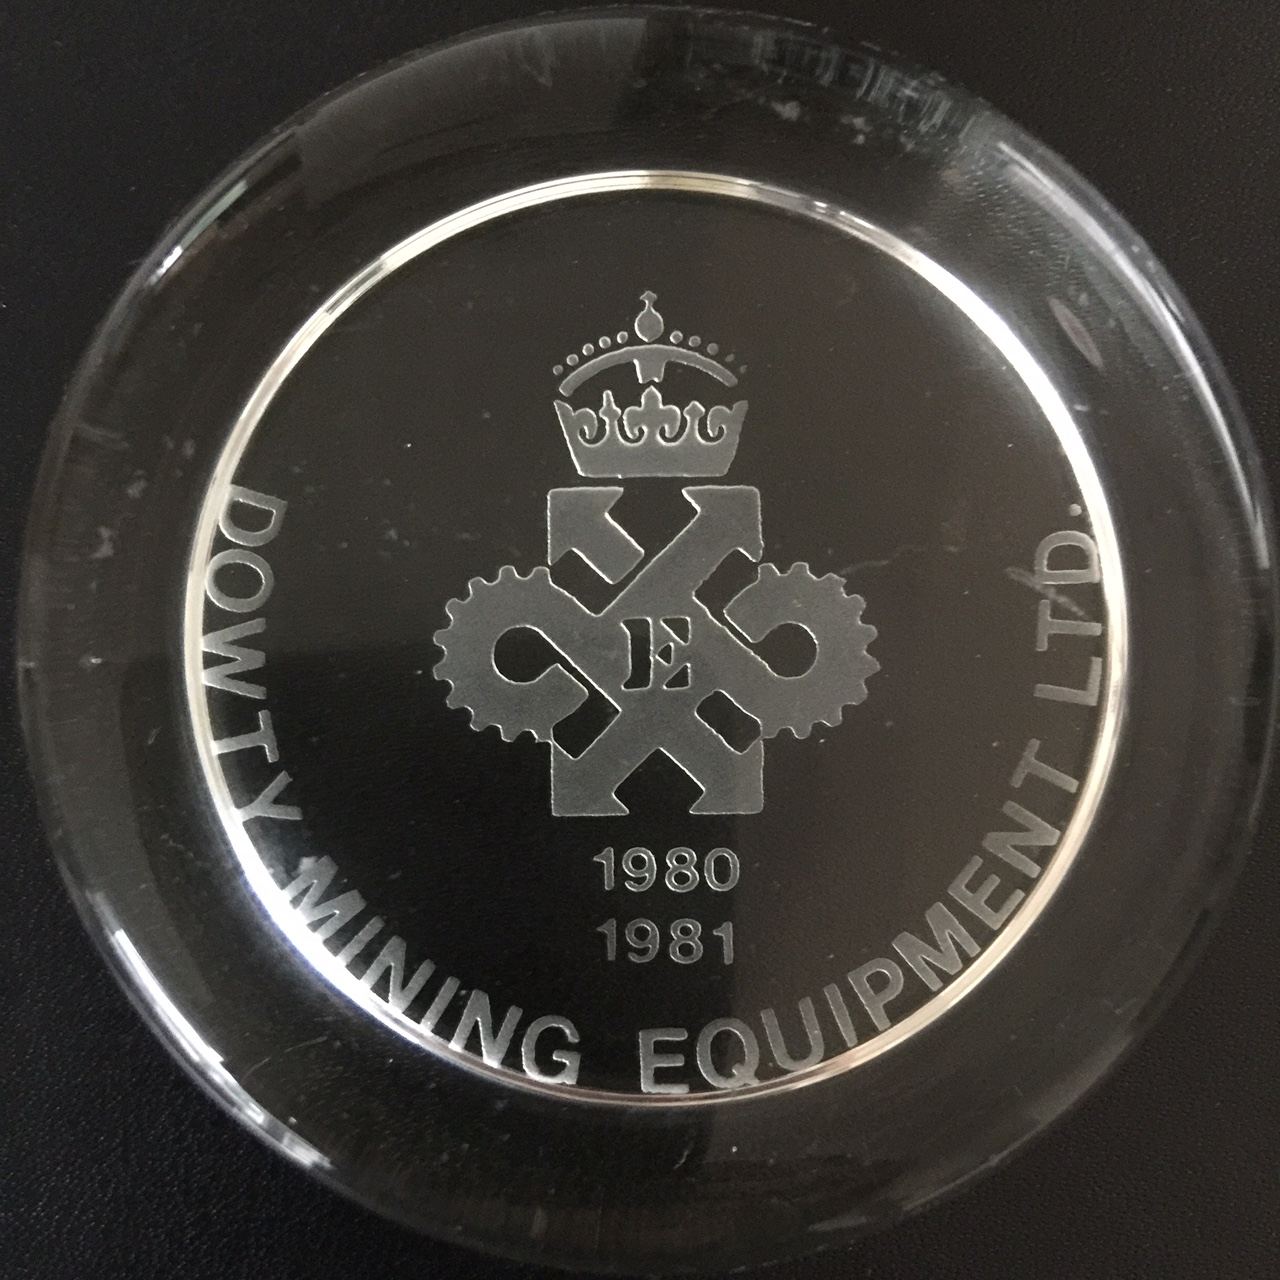 E
1980
1981
DOWTY MINING EQUIPMENT LTD.